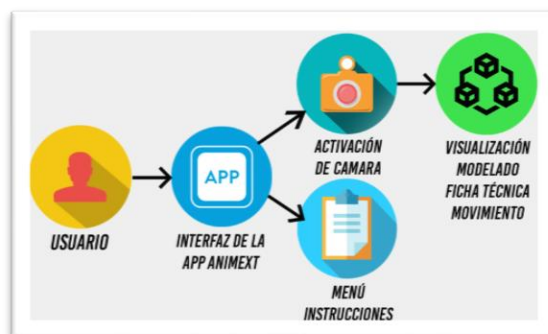 USUARIO
APP
INTERFAZ DE LA
APP ANIMEXT
ACTIVACIÓN
DE CAMARA
MENÚ
INSTRUCCIONES
VISUALIZACIÓN
MODELADO
FICHA TÉCNICA
MOVIMIENTO